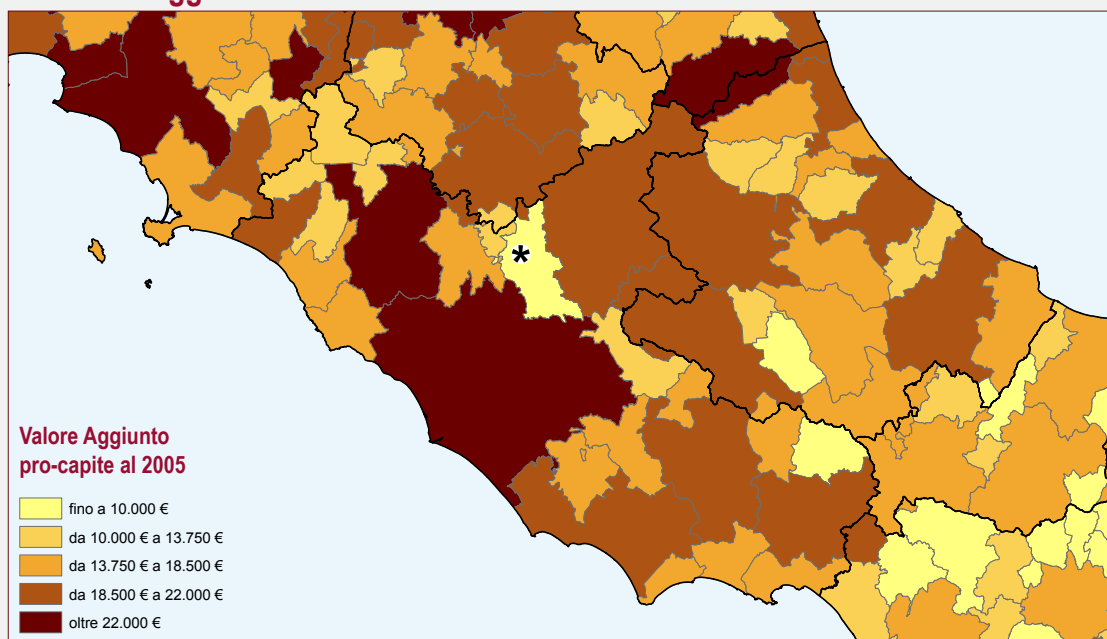 Valore Aggiunto
pro-capite al 2005
fino a 10.000 €
da 10.000 € a 13.750 €
da 13.750 € a 18.500 €
da 18.500 € a 22.000 €
oltre 22.000 €
*